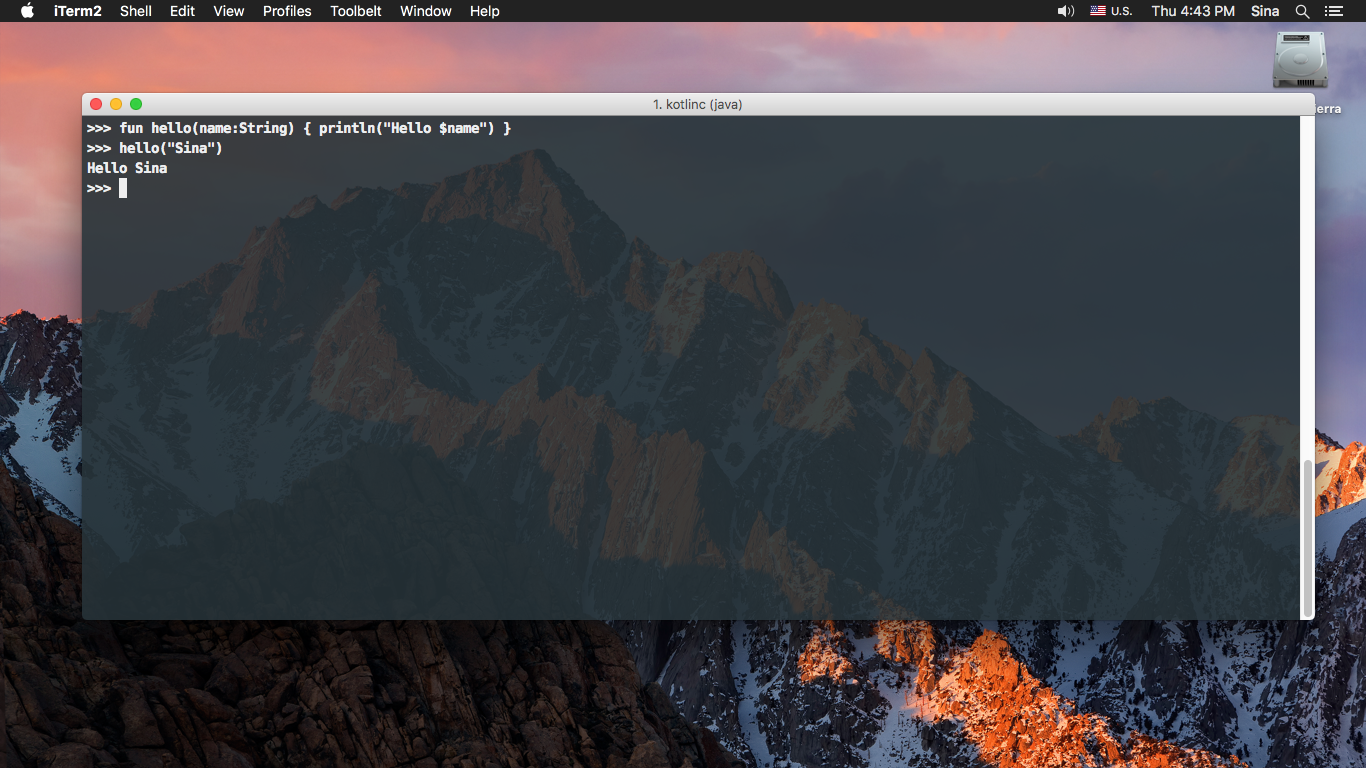 iTerm2 Shell Edit View Profiles Toolbelt Window Help U.S. Thu 4:43 PM Sina
1. kotlinc (java)
>>> fun hello(name:String) { println("Hello $name") }
>>> hello("Sina")
Hello Sina
>>>